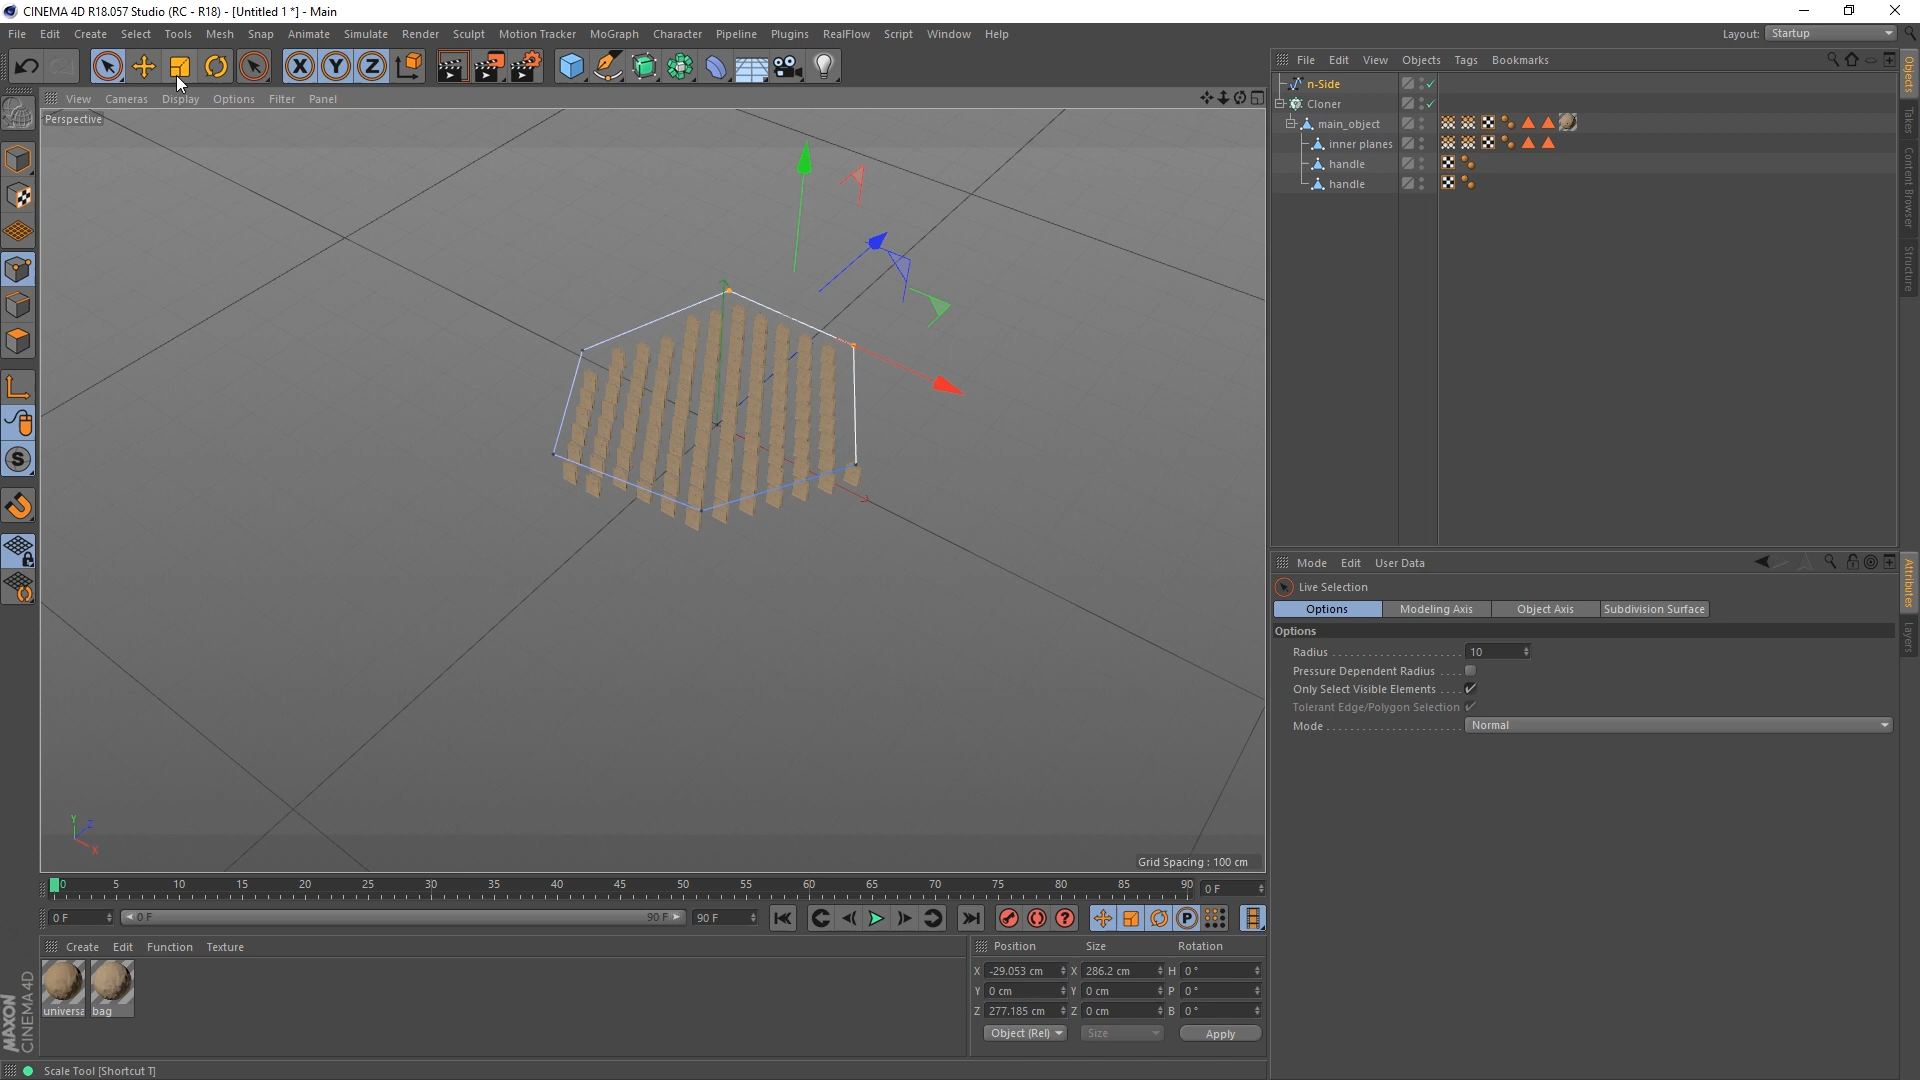 CINEMA 4D R18.057 Studio (RC - R18) - [Untitled 1 *] - Main
File Edit Create Select Tools Mesh Snap Animate Simulate Render Sculpt Motion Tracker MoGraph Character Pipeline Plugins RealFlow Script Window Help
Layout: Startup
X Y Z
View Cameras Display Options Filter Panel
Perspective
File Edit View Objects Tags Bookmarks
n-Side
Cloner
main_object
inner planes
handle
handle
Objects
Takes
Content Browser
Structure
S
Y Z X
Grid Spacing : 100 cm
Mode Edit User Data
Live Selection
Options Modeling Axis Object Axis Subdivision Surface
Options
Radius 10
Pressure Dependent Radius
Only Select Visible Elements
Tolerant Edge/Polygon Selection
Mode Normal
Attributes
Layers
0 5 10 15 20 25 30 35 40 45 50 55 60 65 70 75 80 85 90 0 F
0 F 0 F 90 F 90 F P
Create Edit Function Texture
universa bag
Position Size Rotation
X -29.053 cm X 286.2 cm H 0 °
Y 0 cm Y 0 cm P 0 °
Z 277.185 cm Z 0 cm B 0 °
Object (Rel) Size Apply
MAXON
CINEMA 4D
Scale Tool [Shortcut T]